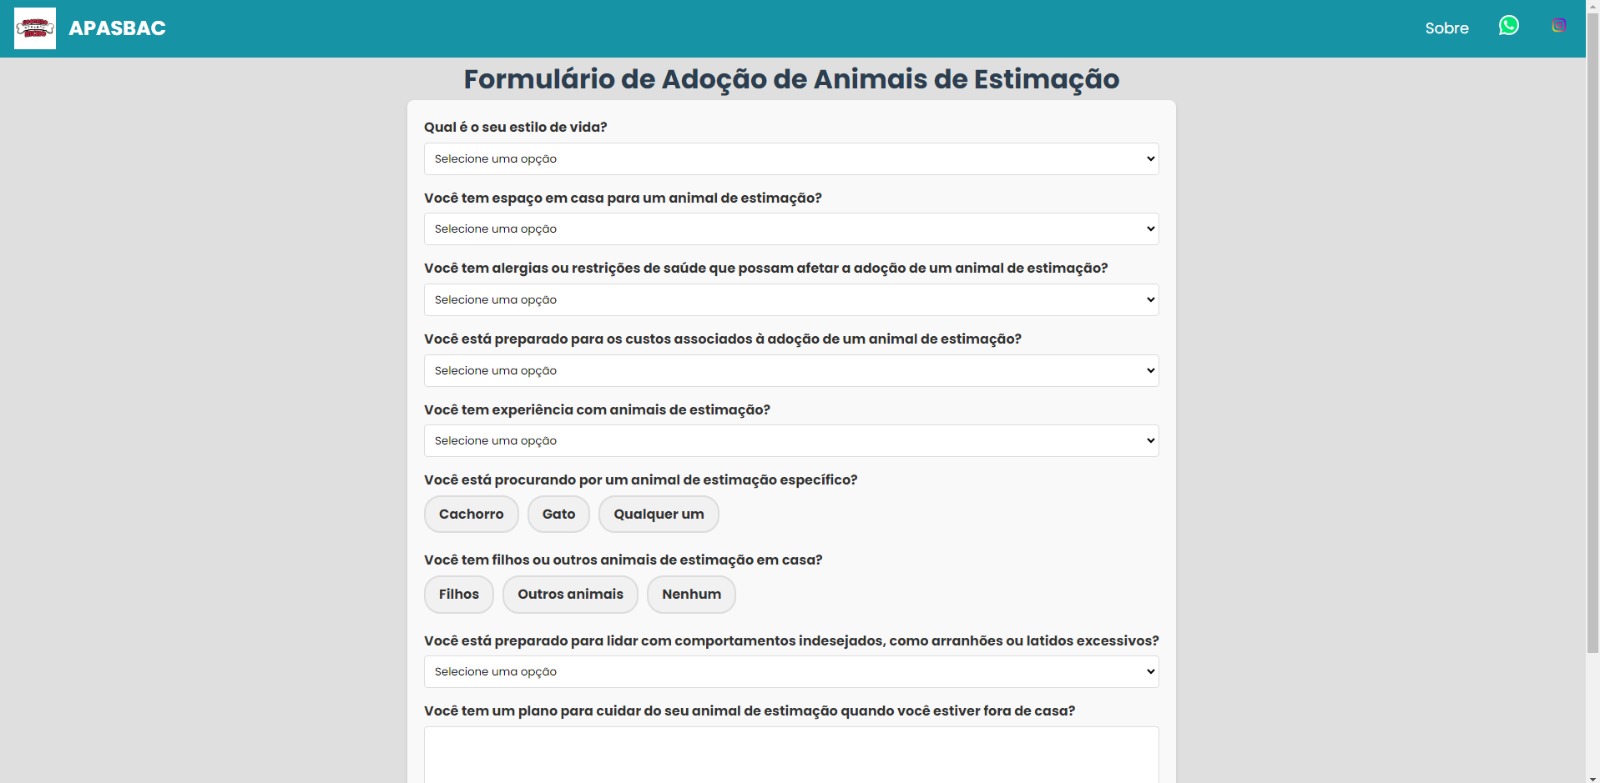 APASBAC
Sobre
Formulário de Adoção de Animais de Estimação
Qual é o seu estilo de vida?
Selecione uma opção
Você tem espaço em casa para um animal de estimação?
Selecione uma opção
Você tem alergias ou restrições de saúde que possam afetar a adoção de um animal de estimação?
Selecione uma opção
Você está preparado para os custos associados à adoção de um animal de estimação?
Selecione uma opção
Você tem experiência com animais de estimação?
Selecione uma opção
Você está procurando por um animal de estimação específico?
Cachorro Gato Qualquer um
Você tem filhos ou outros animais de estimação em casa?
Filhos Outros animais Nenhum
Você está preparado para lidar com comportamentos indesejados, como arranhões ou latidos excessivos?
Selecione uma opção
Você tem um plano para cuidar do seu animal de estimação quando você estiver fora de casa?